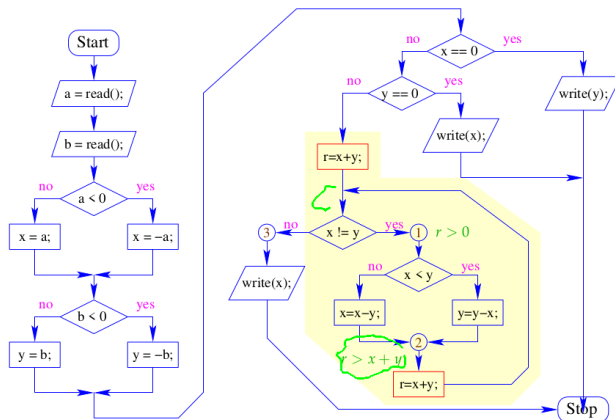 Start
a = read();
b = read();
no
a < 0
yes
x = a;
x = −a;
no
b < 0
yes
y = b;
y = −b;
x == 0
no
yes
y == 0
no
yes
write(y);
write(x);
r=x+y;
3
no
x != y
yes
1
r > 0
write(x);
no
x < y
yes
x=x−y;
y=y−x;
2
r > x + y
r=x+y;
Stop